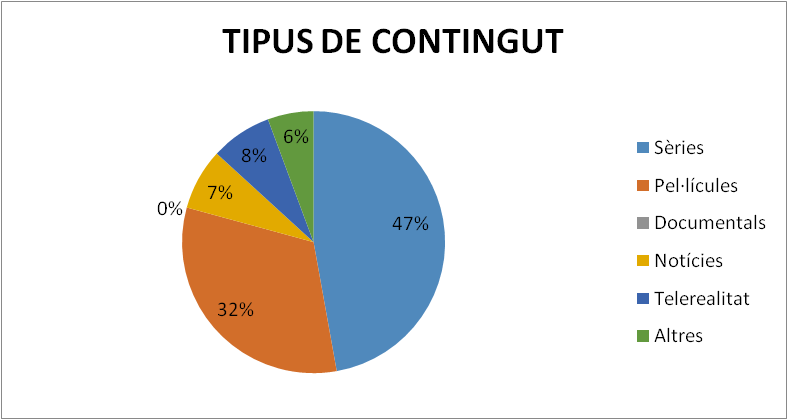 TIPUS DE CONTINGUT
6%
8%
7%
0%
47%
32%
Sèries
Pel·lícules
Documentals
Notícies
Telerealitat
Altres